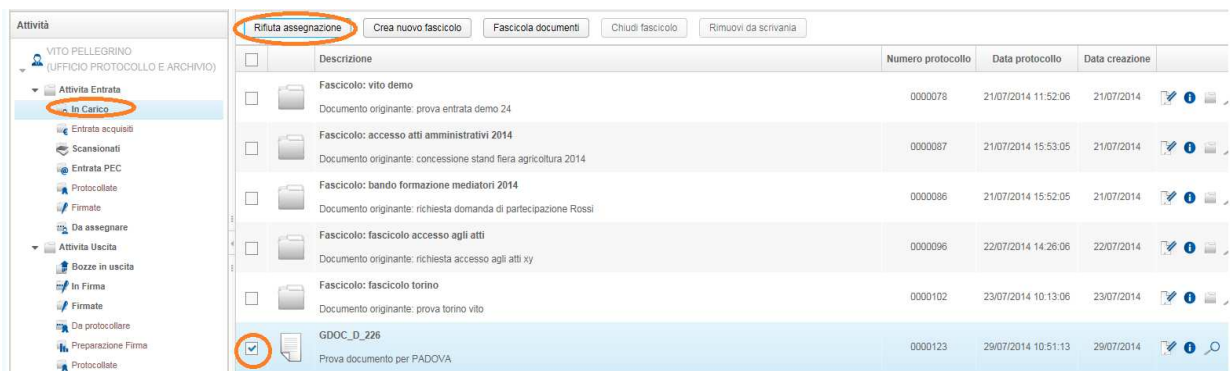 Attività
VITO PELLEGRINO
(UFFICIO PROTOCOLLO E ARCHIVIO)
Attivita Entrata
In Carico
Entrata acquisiti
Scansionati
Entrata PEC
Protocollate
Firmate
Da assegnare
Attivita Uscita
Bozze in uscita
In Firma
Firmate
Da protocollare
Preparazione Firma
Protocollate
Rifiuta assegnazione Crea nuovo fascicolo Fascicola documenti Chiudi fascicolo Rimuovi da scrivania
Descrizione Numero protocollo Data protocollo Data creazione
Fascicolo: vito demo
Documento originante: prova entrata demo 24
0000078 21/07/2014 11:52:06 21/07/2014
Fascicolo: accesso atti amministrativi 2014
Documento originante: concessione stand fiera agricoltura 2014
0000087 21/07/2014 15:53:05 21/07/2014
Fascicolo: bando formazione mediatori 2014
Documento originante: richiesta domanda di partecipazione Rossi
0000086 21/07/2014 15:52:05 21/07/2014
Fascicolo: fascicolo accesso agli atti
Documento originante: richiesta accesso agli atti xy
0000096 22/07/2014 14:26:06 22/07/2014
Fascicolo: fascicolo torino
Documento originante: prova torino vito
0000102 23/07/2014 10:13:06 23/07/2014
GDOC_D_226
Prova documento per PADOVA
0000123 29/07/2014 10:51:13 29/07/2014